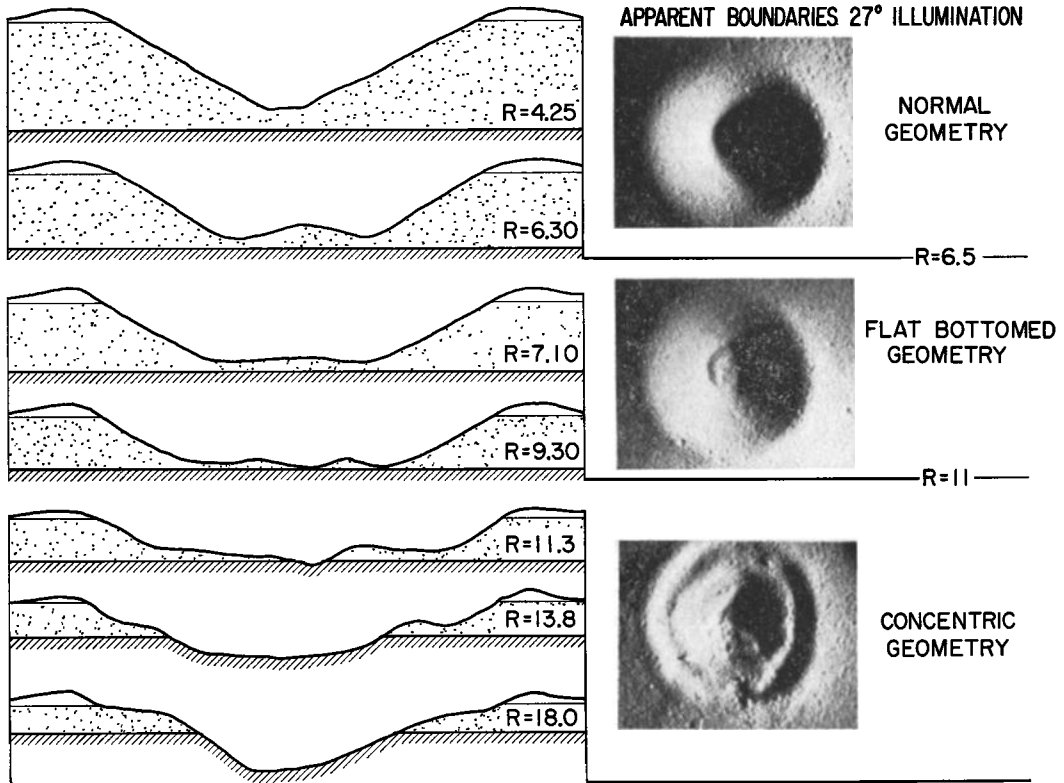 APPARENT BOUNDARIES 27° ILLUMINATION
R=4.25
NORMAL
GEOMETRY
R=6.30
R=6.5
R=7.10
FLAT BOTTOMED
GEOMETRY
R=9.30
R=11
R=11.3
R=13.8
CONCENTRIC
GEOMETRY
R=18.0